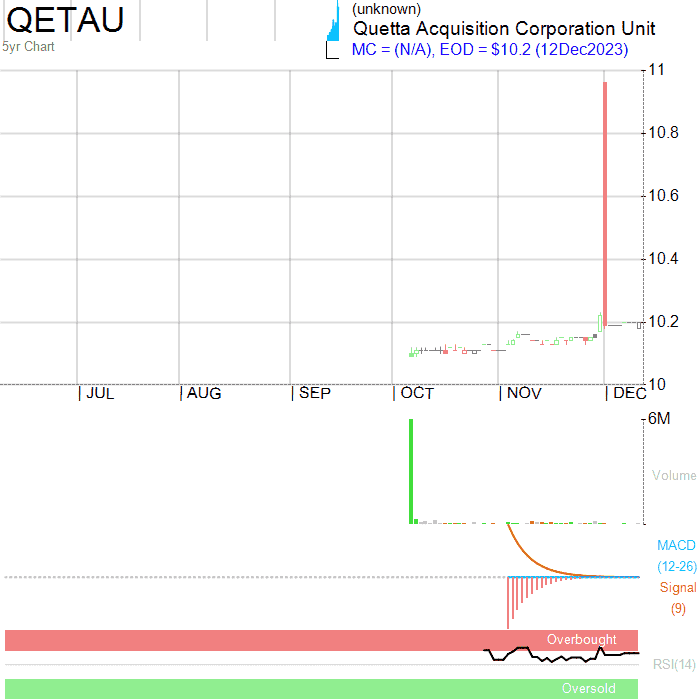 QETAU
(unknown)
Quetta Acquisition Corporation Unit
5yr Chart
MC = (N/A), EOD = $10.2 (12Dec2023)
11
10.8
10.6
10.4
10.2
10
JUL
AUG
SEP
OCT
NOV
DEC
6M
Volume
MACD
(12-26)
Signal
(9)
Overbought
RSI(14)
Oversold